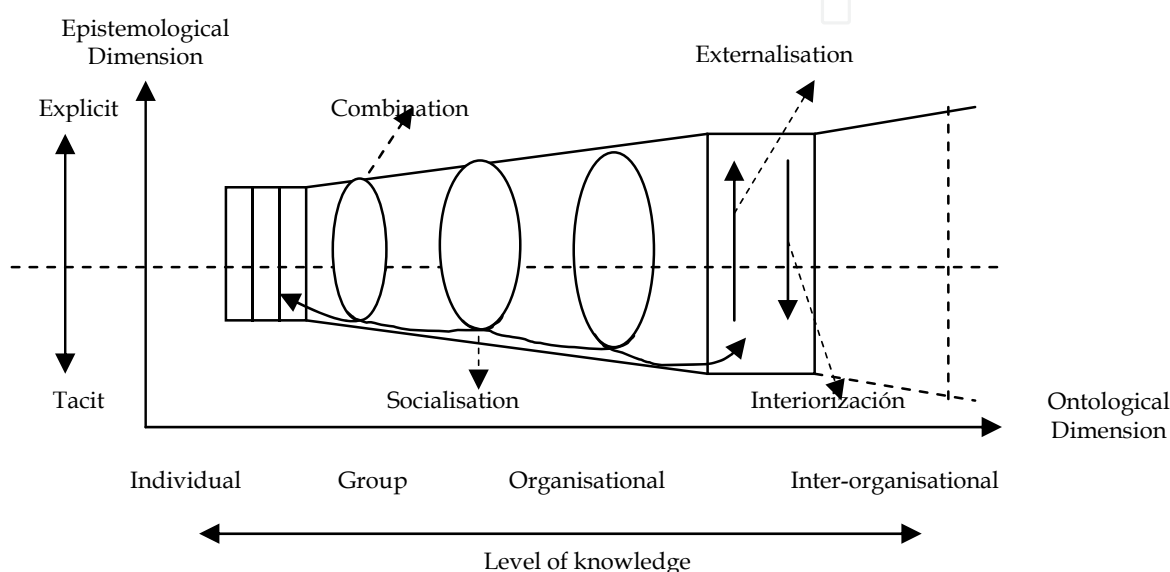 Epistemological
Dimension
Externalisation
Explicit
Combination
Tacit
Socialisation
Interiorización
Ontological
Dimension
Individual
Group
Organisational
Inter-organisational
Level of knowledge